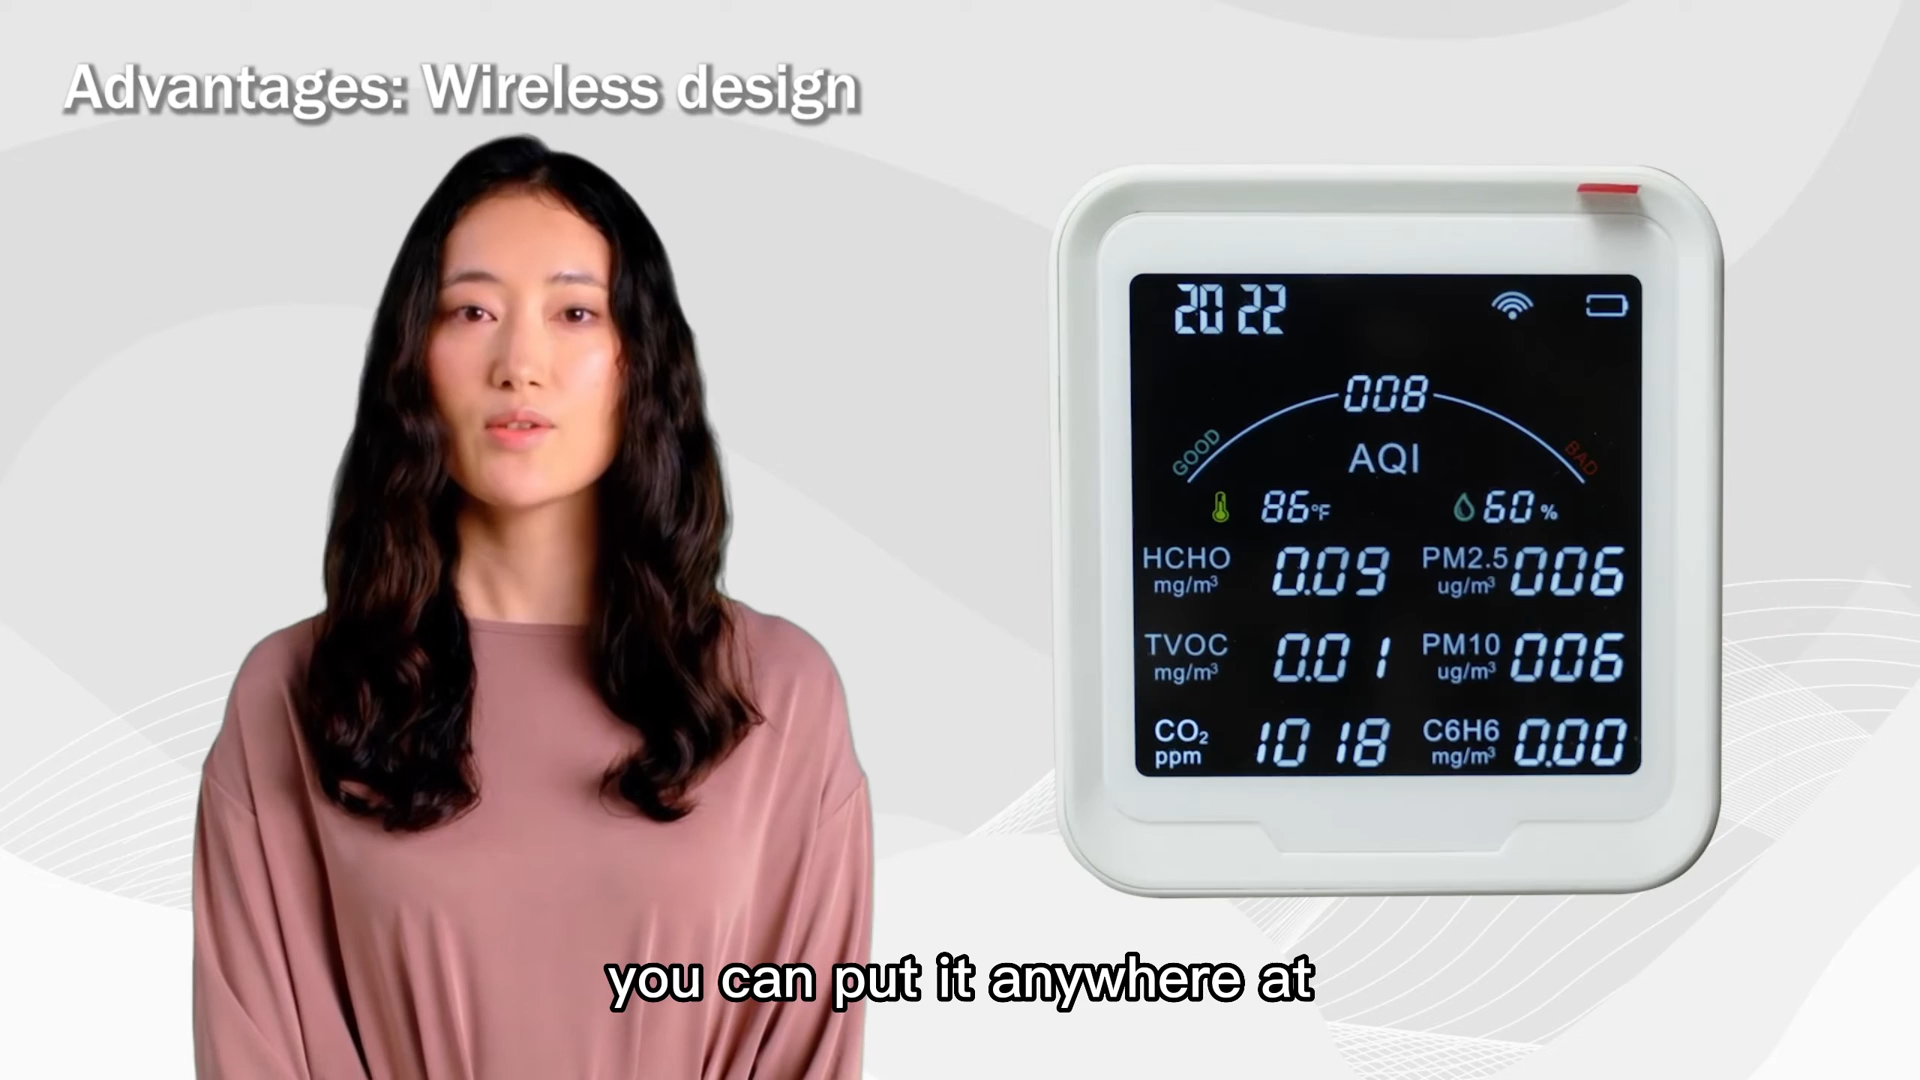 Advantages: Wireless design
20 22
008
GOOD
BAD
AQI
86°F
60 %
HCHO mg/m³ 0.09
PM2.5 ug/m³ 006
TVOC mg/m³ 0.01
PM10 ug/m³ 006
CO₂ ppm 1018
C6H6 mg/m³ 0.00
you can put it anywhere at